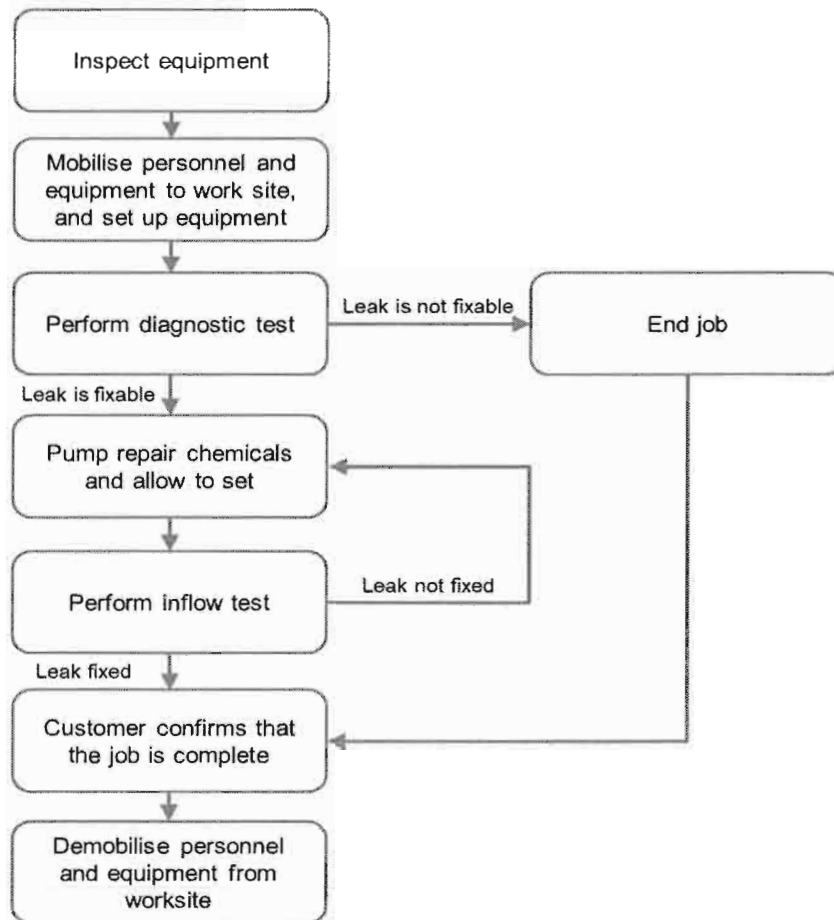 Inspect equipment
Mobilise personnel and
equipment to work site,
and set up equipment
Perform diagnostic test
Leak is not fixable
End job
Leak is fixable
Pump repair chemicals
and allow to set
Perform inflow test
Leak not fixed
Leak fixed
Customer confirms that
the job is complete
Demobilise personnel
and equipment from
worksite